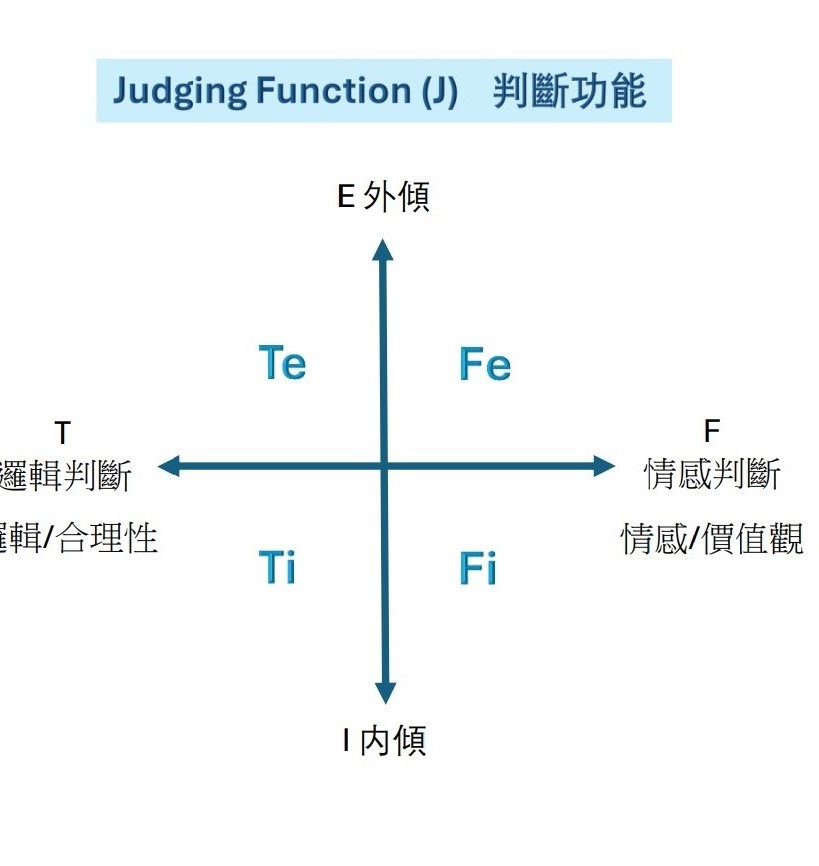 Judging Function (J) 判斷功能
E 外傾
Te Fe
T
邏輯判斷
F
情感判斷
邏輯/合理性
情感/價值觀
Ti Fi
I 内傾